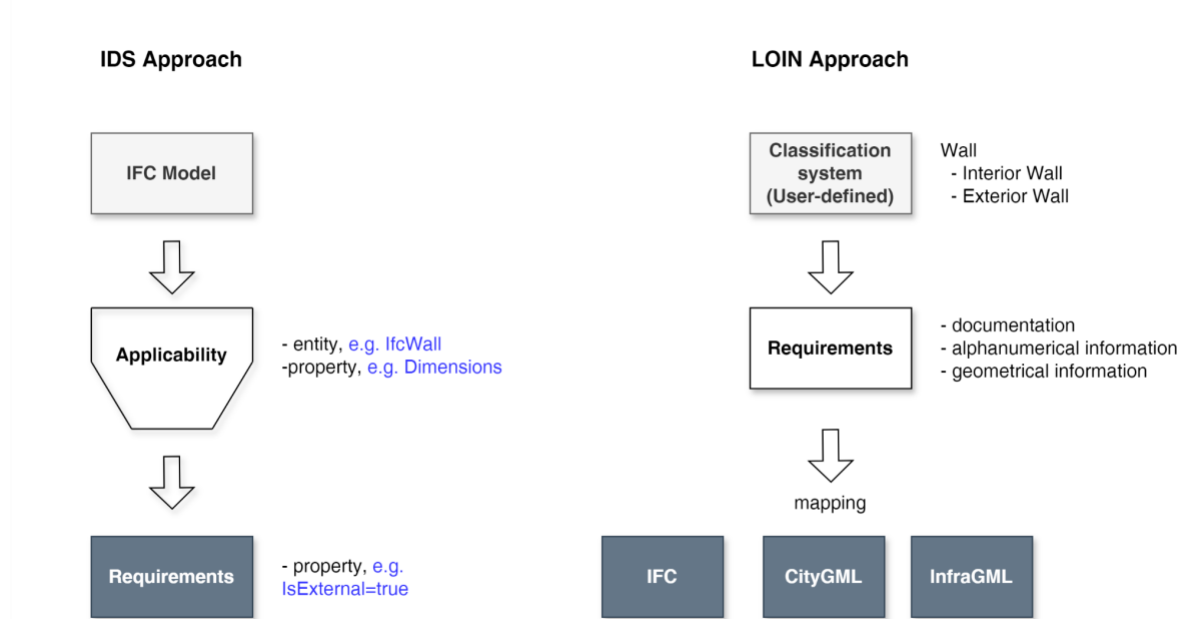 IDS Approach
IFC Model
Applicability
- entity, e.g. IfcWall
-property, e.g. Dimensions
Requirements
- property, e.g.
IsExternal=true
LOIN Approach
Classification
system
(User-defined)
Wall
- Interior Wall
- Exterior Wall
Requirements
- documentation
- alphanumerical information
- geometrical information
mapping
IFC
CityGML
InfraGML